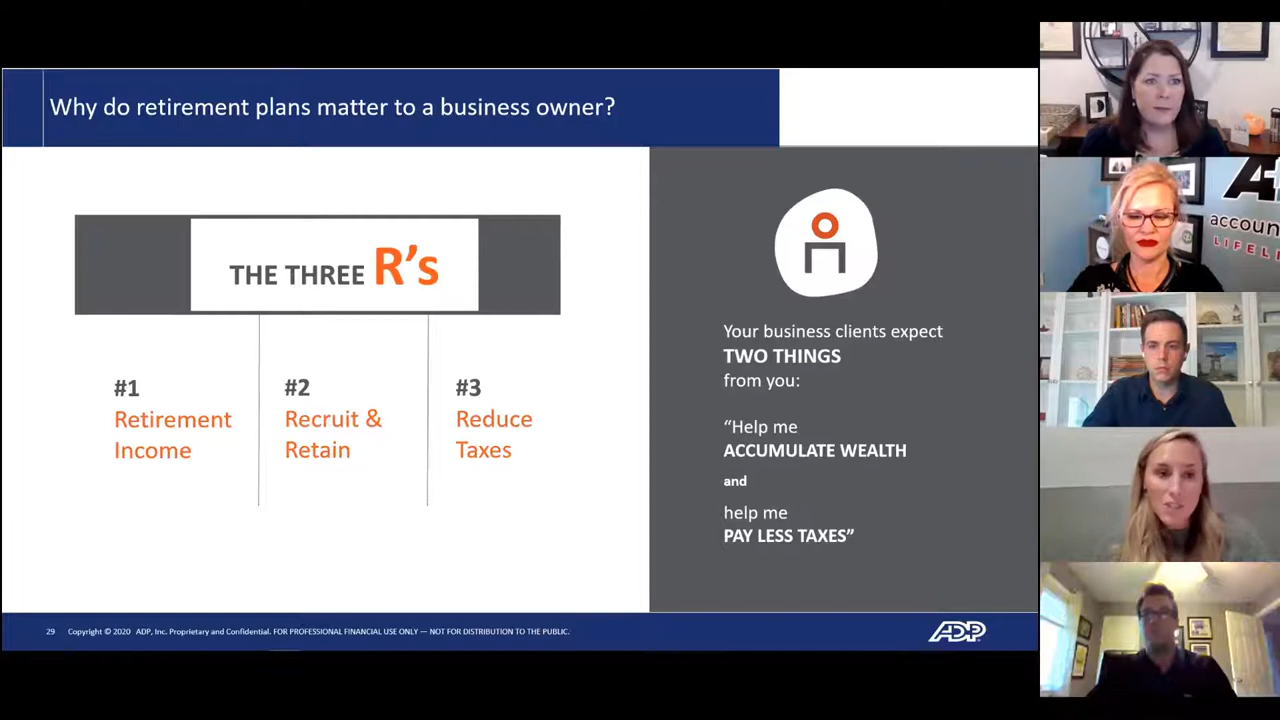 Why do retirement plans matter to a business owner?
THE THREE R's
#1
Retirement
Income
#2
Recruit &
Retain
#3
Reduce
Taxes
Your business clients expect
TWO THINGS
from you:
“Help me
ACCUMULATE WEALTH
and
help me
PAY LESS TAXES”
29 Copyright © 2020 ADP, Inc. Proprietary and Confidential. FOR PROFESSIONAL FINANCIAL USE ONLY — NOT FOR DISTRIBUTION TO THE PUBLIC.
ADP
accoun
LIFELI